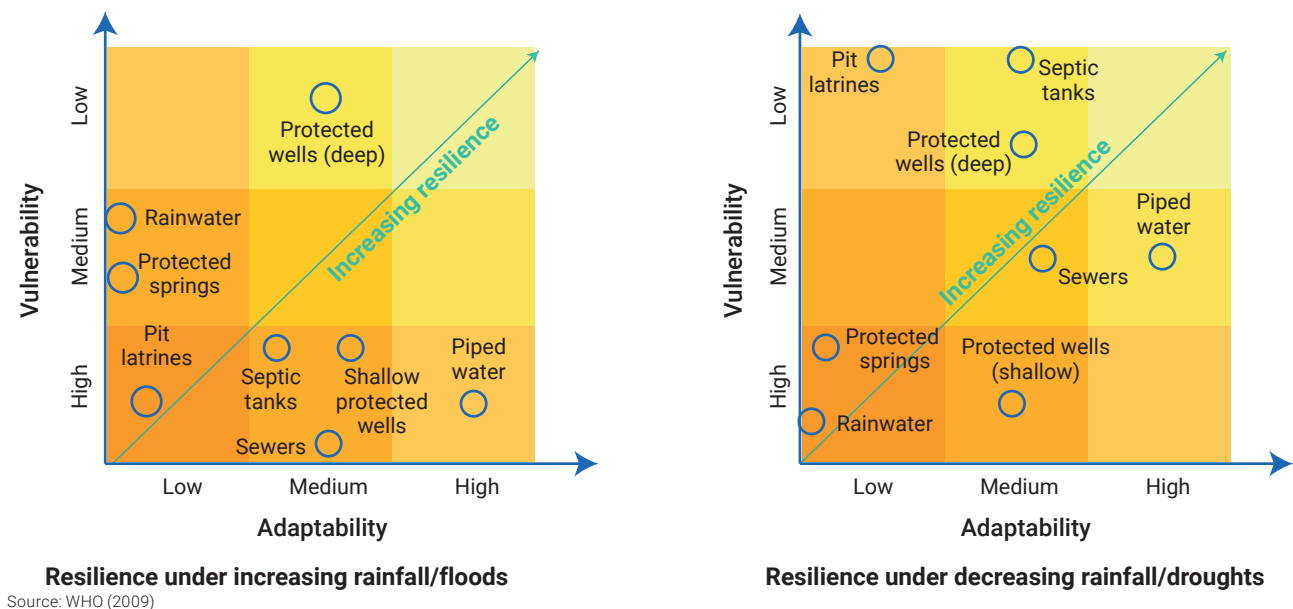 Vulnerability
Low
Medium
High
Protected
wells (deep)
Rainwater
Protected
springs
Pit
latrines
Septic
tanks
Shallow
protected
wells
Piped
water
Sewers
Increasing resilience
Low
Medium
High
Adaptability
Resilience under increasing rainfall/floods
Source: WHO (2009)
Vulnerability
Low
Medium
High
Pit
latrines
Septic
tanks
Protected
wells (deep)
Increasing resilience
Piped
water
Sewers
Protected
springs
Protected wells
(shallow)
Rainwater
Low
Medium
High
Adaptability
Resilience under decreasing rainfall/droughts